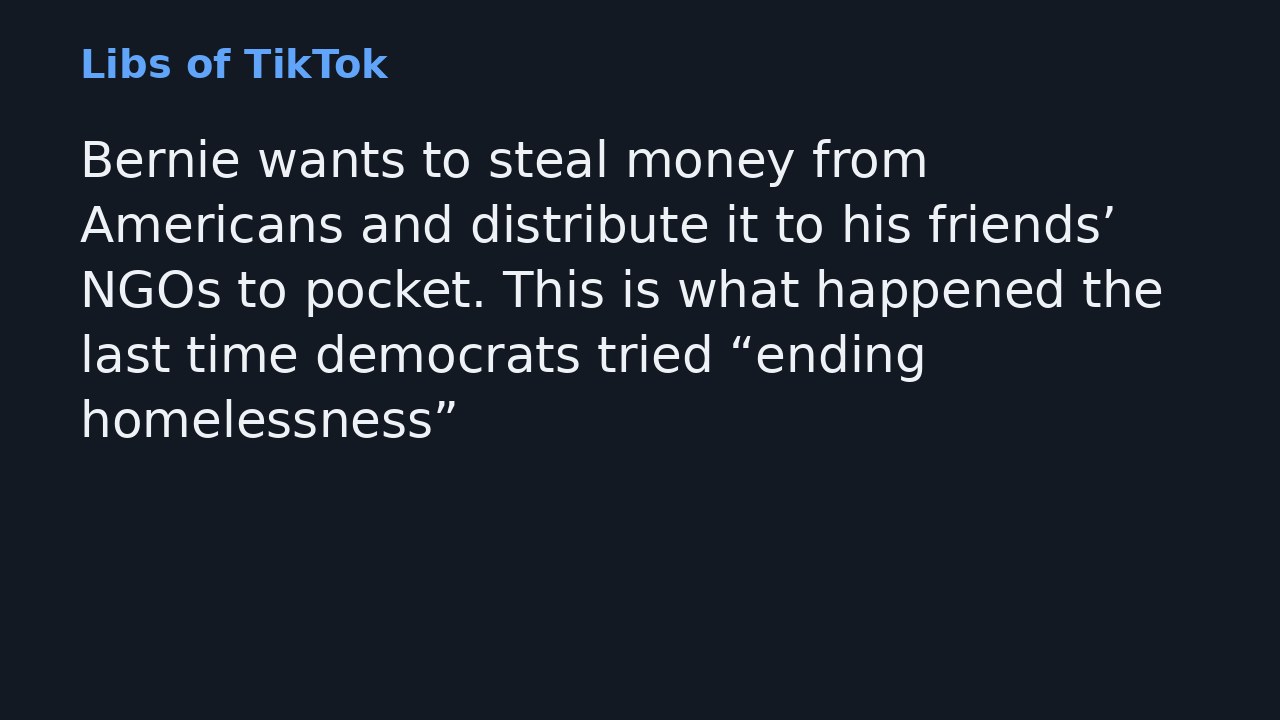 Libs of TikTok
Bernie wants to steal money from
Americans and distribute it to his friends’
NGOs to pocket. This is what happened the
last time democrats tried “ending
homelessness”